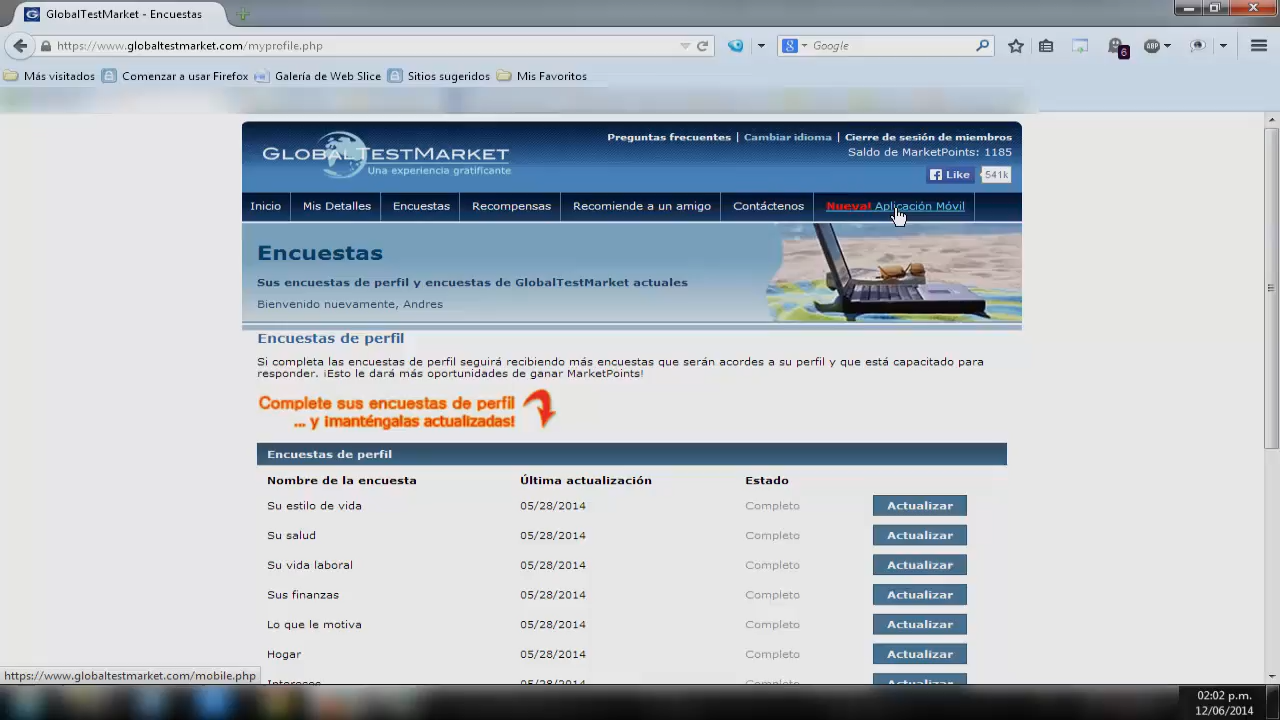 GlobalTestMarket - Encuestas
https://www.globaltestmarket.com/myprofile.php
Google
6
ABP
Más visitados
Comenzar a usar Firefox
Galería de Web Slice
Sitios sugeridos
Mis Favoritos
GLOBALTESTMARKET
Una experiencia gratificante
Preguntas frecuentes | Cambiar idioma | Cierre de sesión de miembros
Saldo de MarketPoints: 1185
Like 541k
Inicio
Mis Detalles
Encuestas
Recompensas
Recomiende a un amigo
Contáctenos
Nueva! Aplicación Móvil
Encuestas
Sus encuestas de perfil y encuestas de GlobalTestMarket actuales
Bienvenido nuevamente, Andres
Encuestas de perfil
Si completa las encuestas de perfil seguirá recibiendo más encuestas que serán acordes a su perfil y que está capacitado para
responder. ¡Esto le dará más oportunidades de ganar MarketPoints!
Complete sus encuestas de perfil
... y ¡manténgalas actualizadas!
Encuestas de perfil
Nombre de la encuesta Última actualización Estado
Su estilo de vida 05/28/2014 Completo Actualizar
Su salud 05/28/2014 Completo Actualizar
Su vida laboral 05/28/2014 Completo Actualizar
Sus finanzas 05/28/2014 Completo Actualizar
Lo que le motiva 05/28/2014 Completo Actualizar
Hogar 05/28/2014 Completo Actualizar
Intereses 05/28/2014 Completo Actualizar
https://www.globaltestmarket.com/mobile.php
02:02 p.m.
12/06/2014